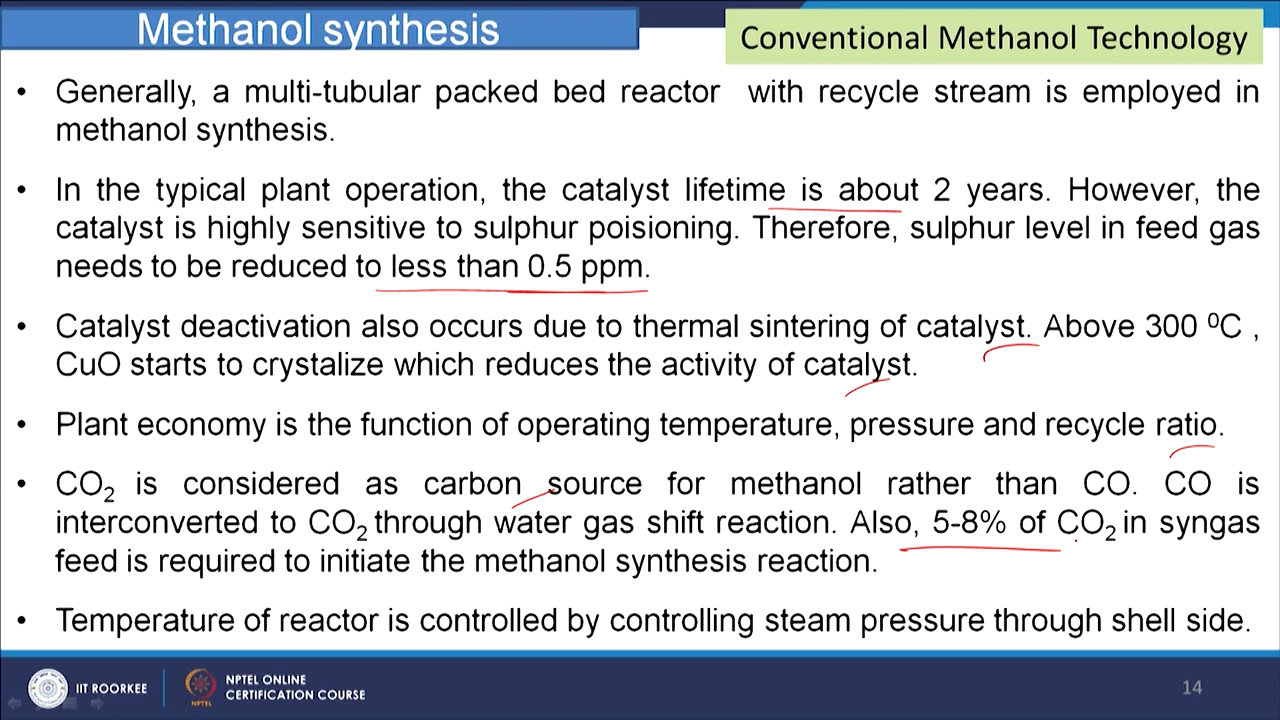 Methanol synthesis
Conventional Methanol Technology
• Generally, a multi-tubular packed bed reactor with recycle stream is employed in
methanol synthesis.
• In the typical plant operation, the catalyst lifetime is about 2 years. However, the
catalyst is highly sensitive to sulphur poisioning. Therefore, sulphur level in feed gas
needs to be reduced to less than 0.5 ppm.
• Catalyst deactivation also occurs due to thermal sintering of catalyst. Above 300 ⁰C ,
CuO starts to crystalize which reduces the activity of catalyst.
• Plant economy is the function of operating temperature, pressure and recycle ratio.
• CO₂ is considered as carbon source for methanol rather than CO. CO is
interconverted to CO₂ through water gas shift reaction. Also, 5-8% of CO₂ in syngas
feed is required to initiate the methanol synthesis reaction.
• Temperature of reactor is controlled by controlling steam pressure through shell side.
IIT ROORKEE
NPTEL
NPTEL ONLINE
CERTIFICATION COURSE
14